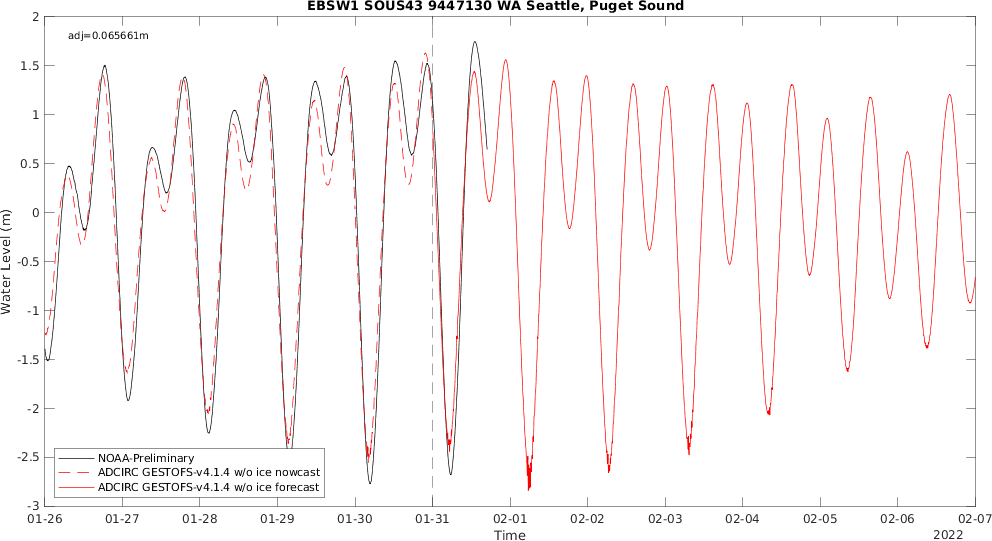 EBSW1 SOUS43 9447130 WA Seattle, Puget Sound
adj=0.065661m
2
1.5
1
0.5
0
-0.5
-1
-1.5
-2
-2.5
-3
Water Level (m)
NOAA-Preliminary
ADCIRC GESTOFS-v4.1.4 w/o ice nowcast
ADCIRC GESTOFS-v4.1.4 w/o ice forecast
01-26 01-27 01-28 01-29 01-30 01-31 02-01 02-02 02-03 02-04 02-05 02-06 02-07
Time
2022